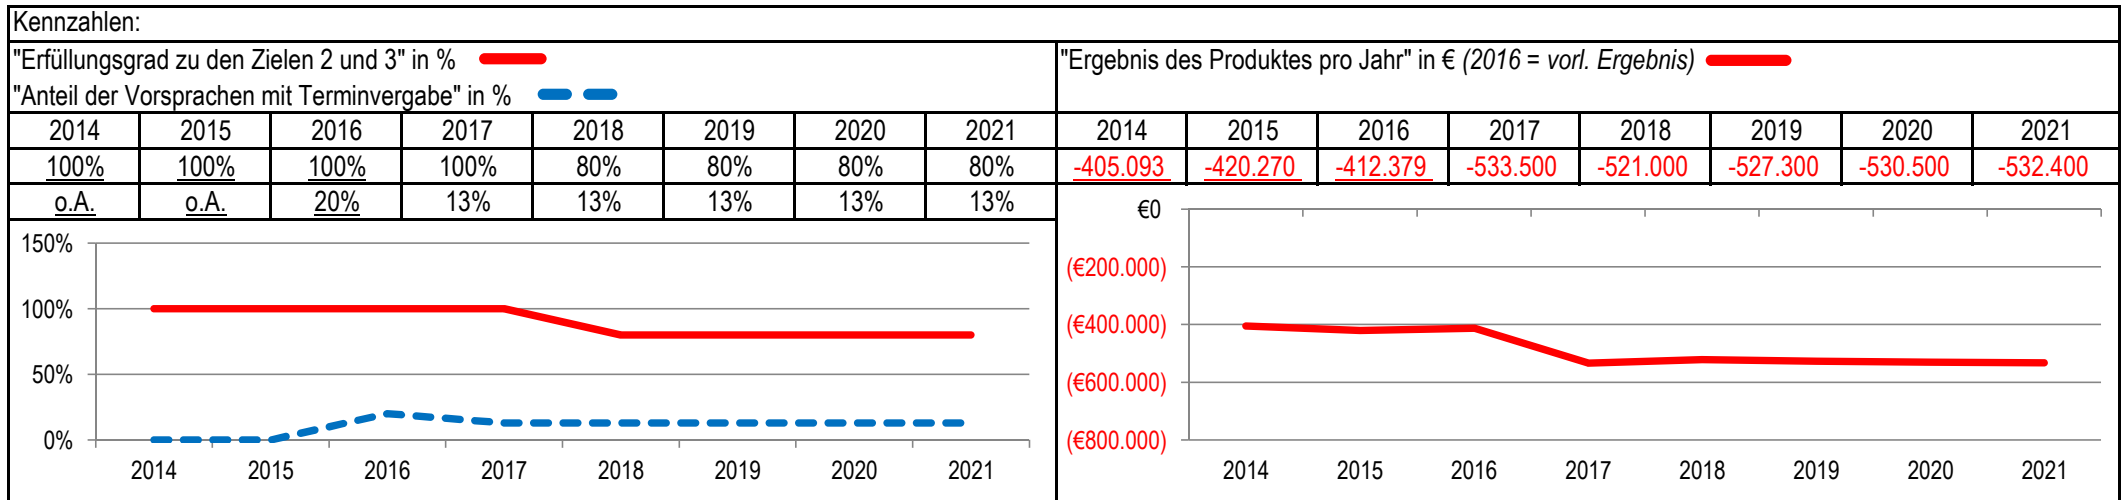 Kennzahlen:
"Erfüllungsgrad zu den Zielen 2 und 3" in %
"Anteil der Vorsprachen mit Terminvergabe" in %
2014 2015 2016 2017 2018 2019 2020 2021
100% 100% 100% 100% 80% 80% 80% 80%
o.A. o.A. 20% 13% 13% 13% 13% 13%
150%
100%
50%
0%
2014 2015 2016 2017 2018 2019 2020 2021
"Ergebnis des Produktes pro Jahr" in € (2016 = vorl. Ergebnis)
2014 2015 2016 2017 2018 2019 2020 2021
-405.093 -420.270 -412.379 -533.500 -521.000 -527.300 -530.500 -532.400
€0
(€200.000)
(€400.000)
(€600.000)
(€800.000)
2014 2015 2016 2017 2018 2019 2020 2021